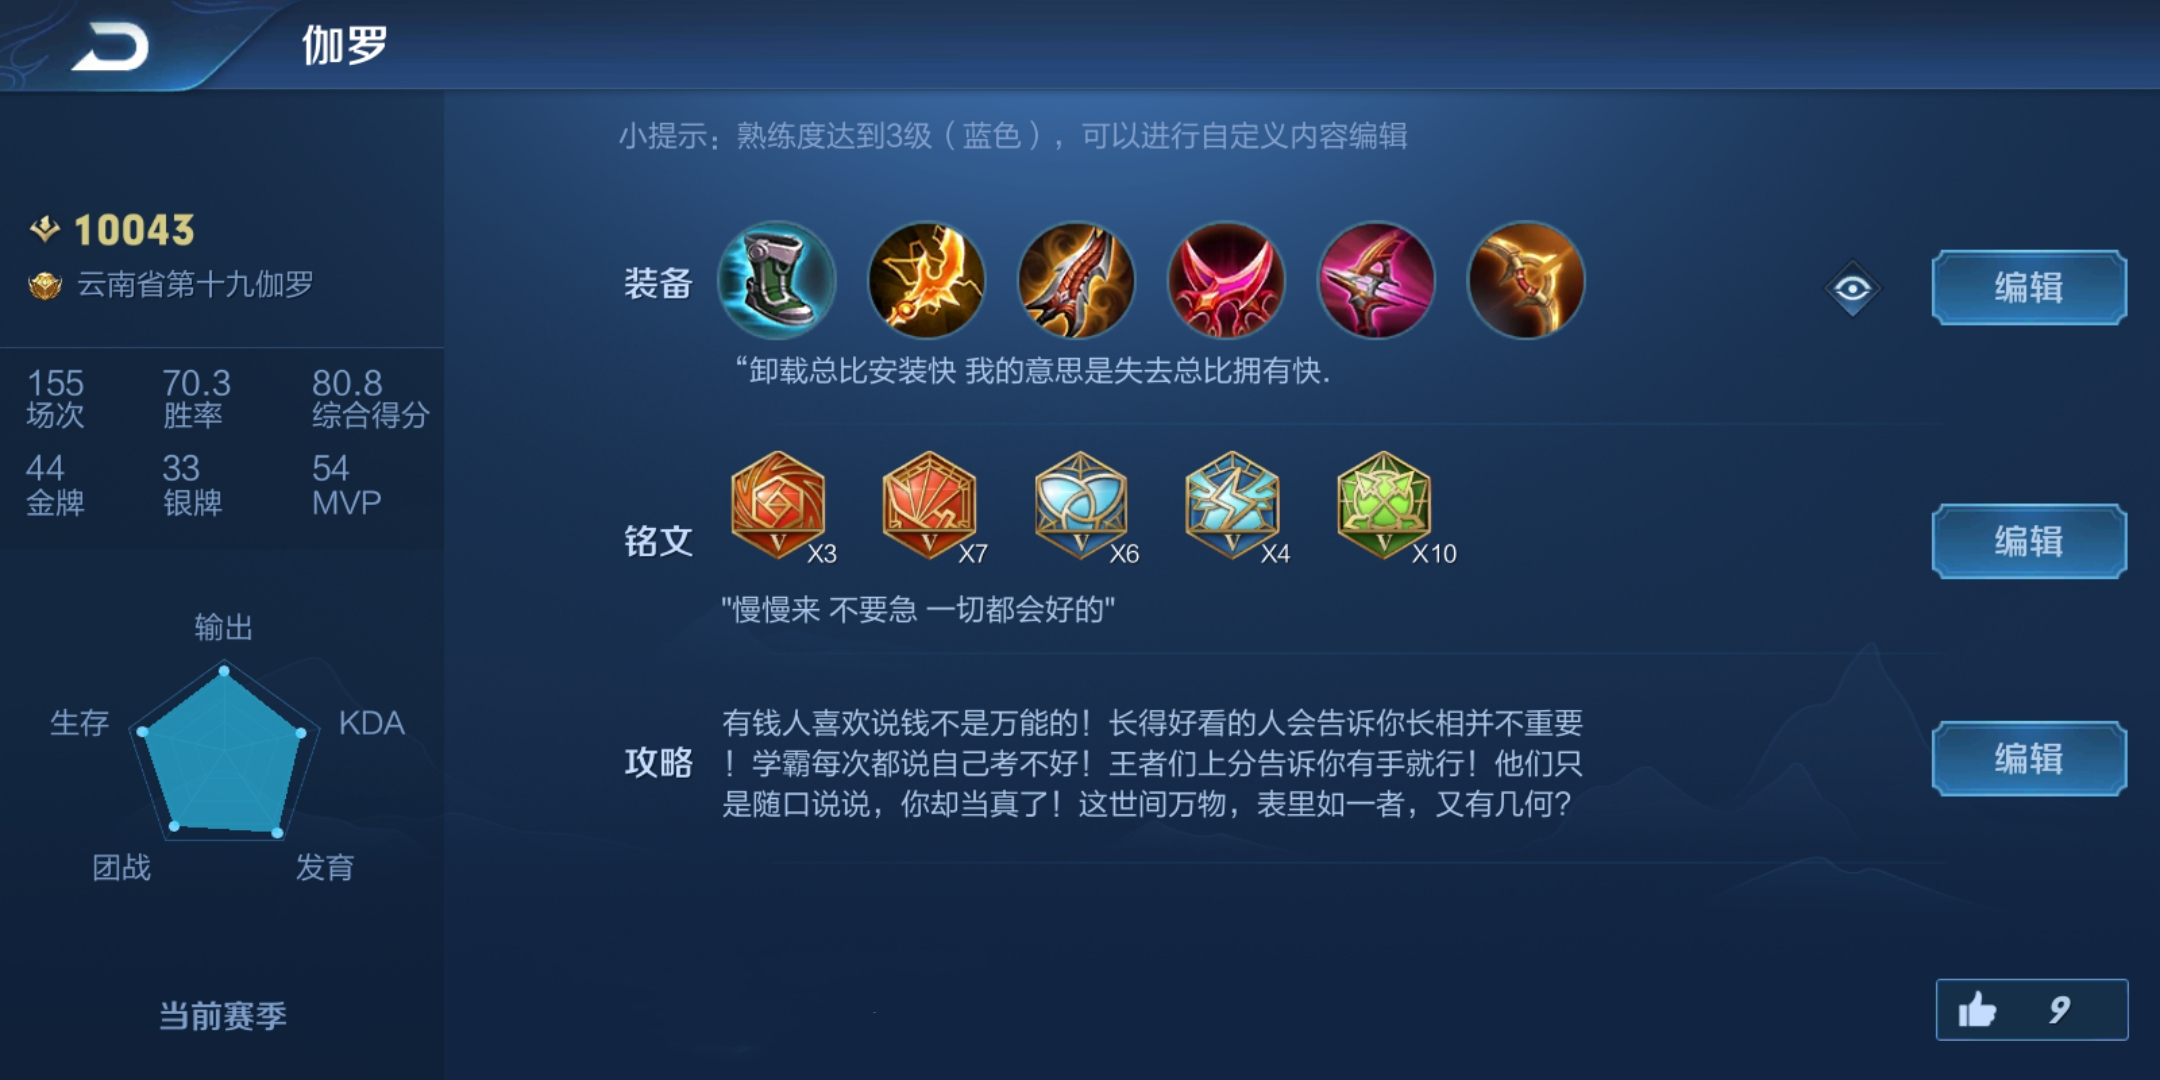 伽罗
小提示：熟练度达到3级（蓝色），可以进行自定义内容编辑
10043
云南省第十九伽罗
155 70.3 80.8
场次 胜率 综合得分
44 33 54
金牌 银牌 MVP
输出
生存 KDA
团战 发育
当前赛季
装备
编辑
“卸载总比安装快 我的意思是失去总比拥有快.
铭文
V X3 V X7 V X6 V X4 V X10
编辑
"慢慢来 不要急 一切都会好的"
攻略
有钱人喜欢说钱不是万能的！长得好看的人会告诉你长相并不重要
！学霸每次都说自己考不好！王者们上分告诉你有手就行！他们只
是随口说说，你却当真了！这世间万物，表里如一者，又有几何？
编辑
9